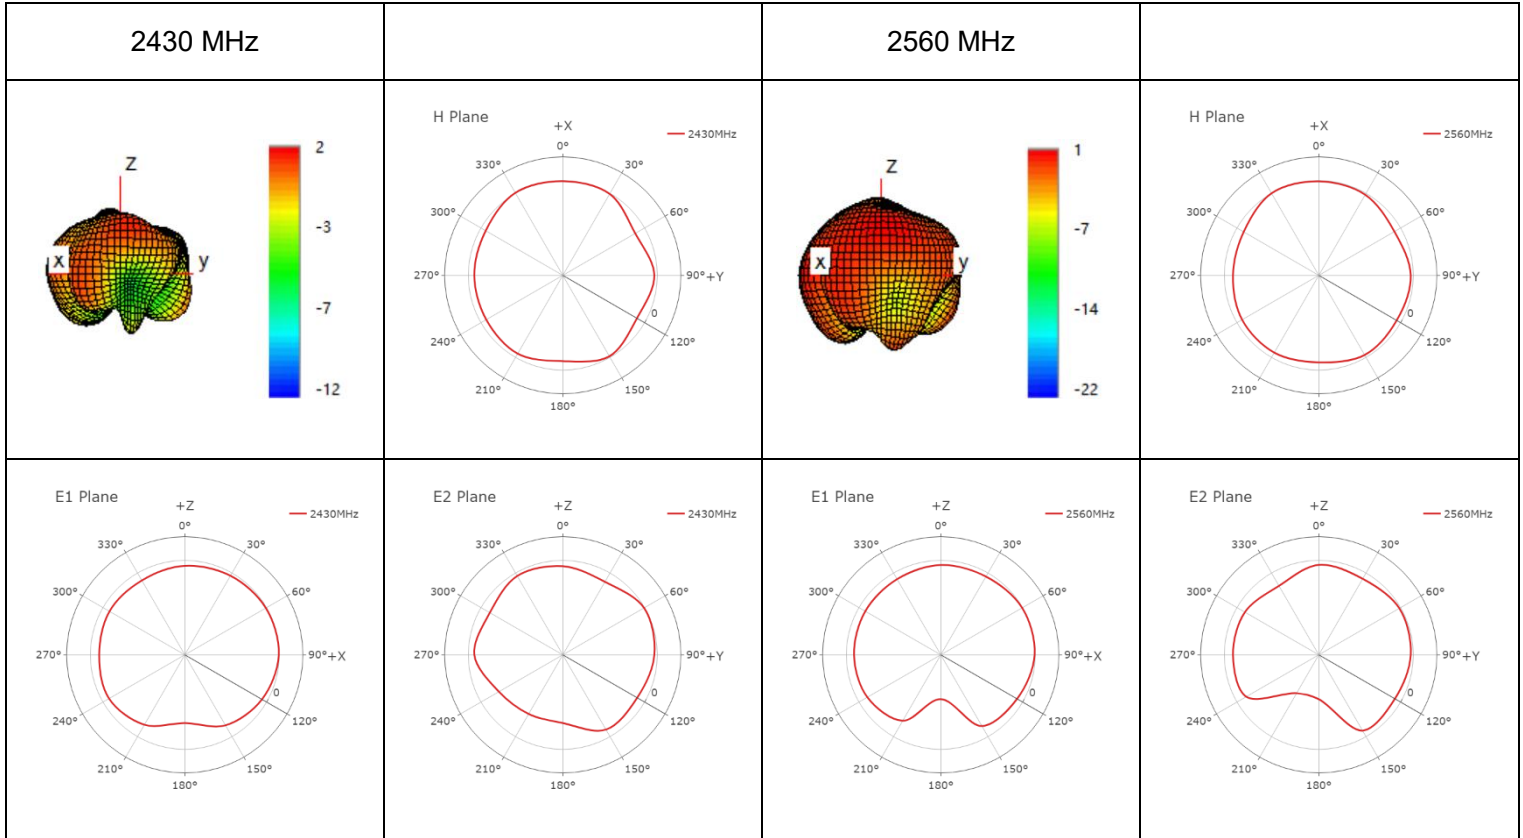 2430 MHz
2560 MHz
Z
x
y
2
-3
-7
-12
H Plane
+X
0°
2430MHz
330°
30°
300°
60°
270°
90°+Y
0
240°
120°
210°
150°
180°
Z
x
y
1
-7
-14
-22
H Plane
+X
0°
2560MHz
330°
30°
300°
60°
270°
90°+Y
0
240°
120°
210°
150°
180°
E1 Plane
+Z
0°
2430MHz
330°
30°
300°
60°
270°
90°+X
0
240°
120°
210°
150°
180°
E2 Plane
+Z
0°
2430MHz
330°
30°
300°
60°
270°
90°+Y
0
240°
120°
210°
150°
180°
E1 Plane
+Z
0°
2560MHz
330°
30°
300°
60°
270°
90°+X
0
240°
120°
210°
150°
180°
E2 Plane
+Z
0°
2560MHz
330°
30°
300°
60°
270°
90°+Y
0
240°
120°
210°
150°
180°